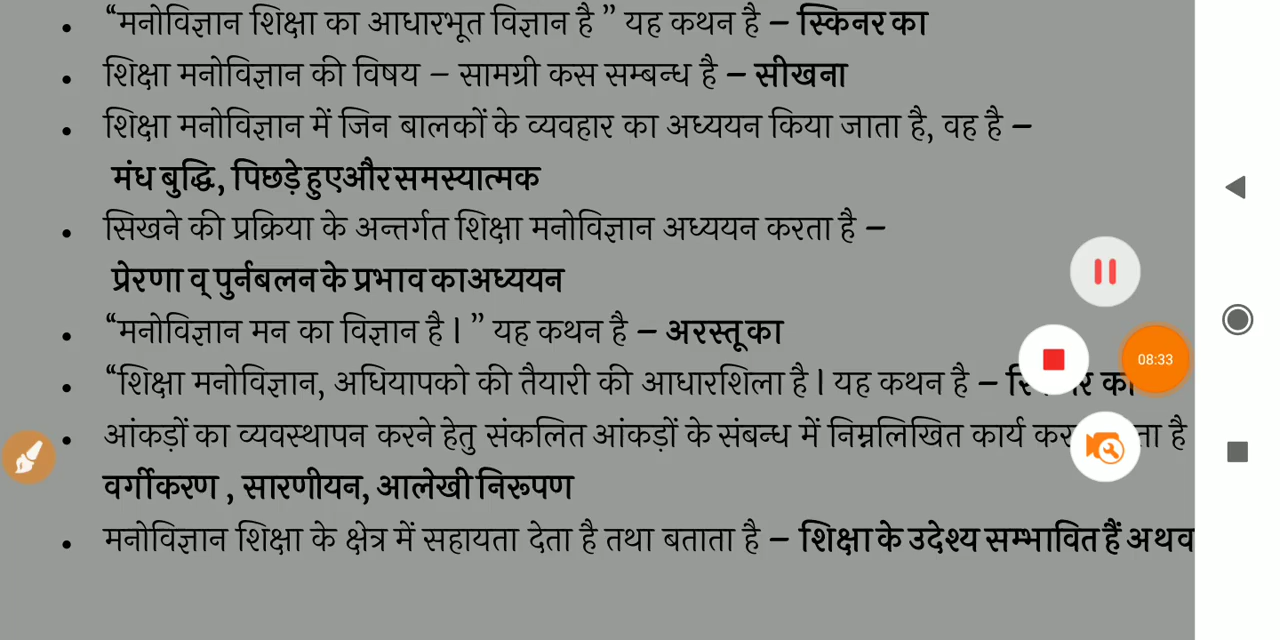 “मनोविज्ञान शिक्षा का आधारभूत विज्ञान है ” यह कथन है – स्किनर का
शिक्षा मनोविज्ञान की विषय – सामग्री कस सम्बन्ध है – सीखना
शिक्षा मनोविज्ञान में जिन बालकों के व्यवहार का अध्ययन किया जाता है, वह है –
मंध बुद्धि, पिछड़े हुए और समस्यात्मक
सिखने की प्रक्रिया के अन्तर्गत शिक्षा मनोविज्ञान अध्ययन करता है –
प्रेरणा व् पुर्नबलन के प्रभाव का अध्ययन
“मनोविज्ञान मन का विज्ञान है। ” यह कथन है – अरस्तू का
“शिक्षा मनोविज्ञान, अधियापको की तैयारी की आधारशिला है। यह कथन है – का
आंकड़ों का व्यवस्थापन करने हेतु संकलित आंकड़ों के संबन्ध में निम्नलिखित कार्य है
वर्गीकरण , सारणीयन, आलेखी निरूपण
मनोविज्ञान शिक्षा के क्षेत्र में सहायता देता है तथा बताता है – शिक्षा के उदेश्य सम्भावित हैं
08:33